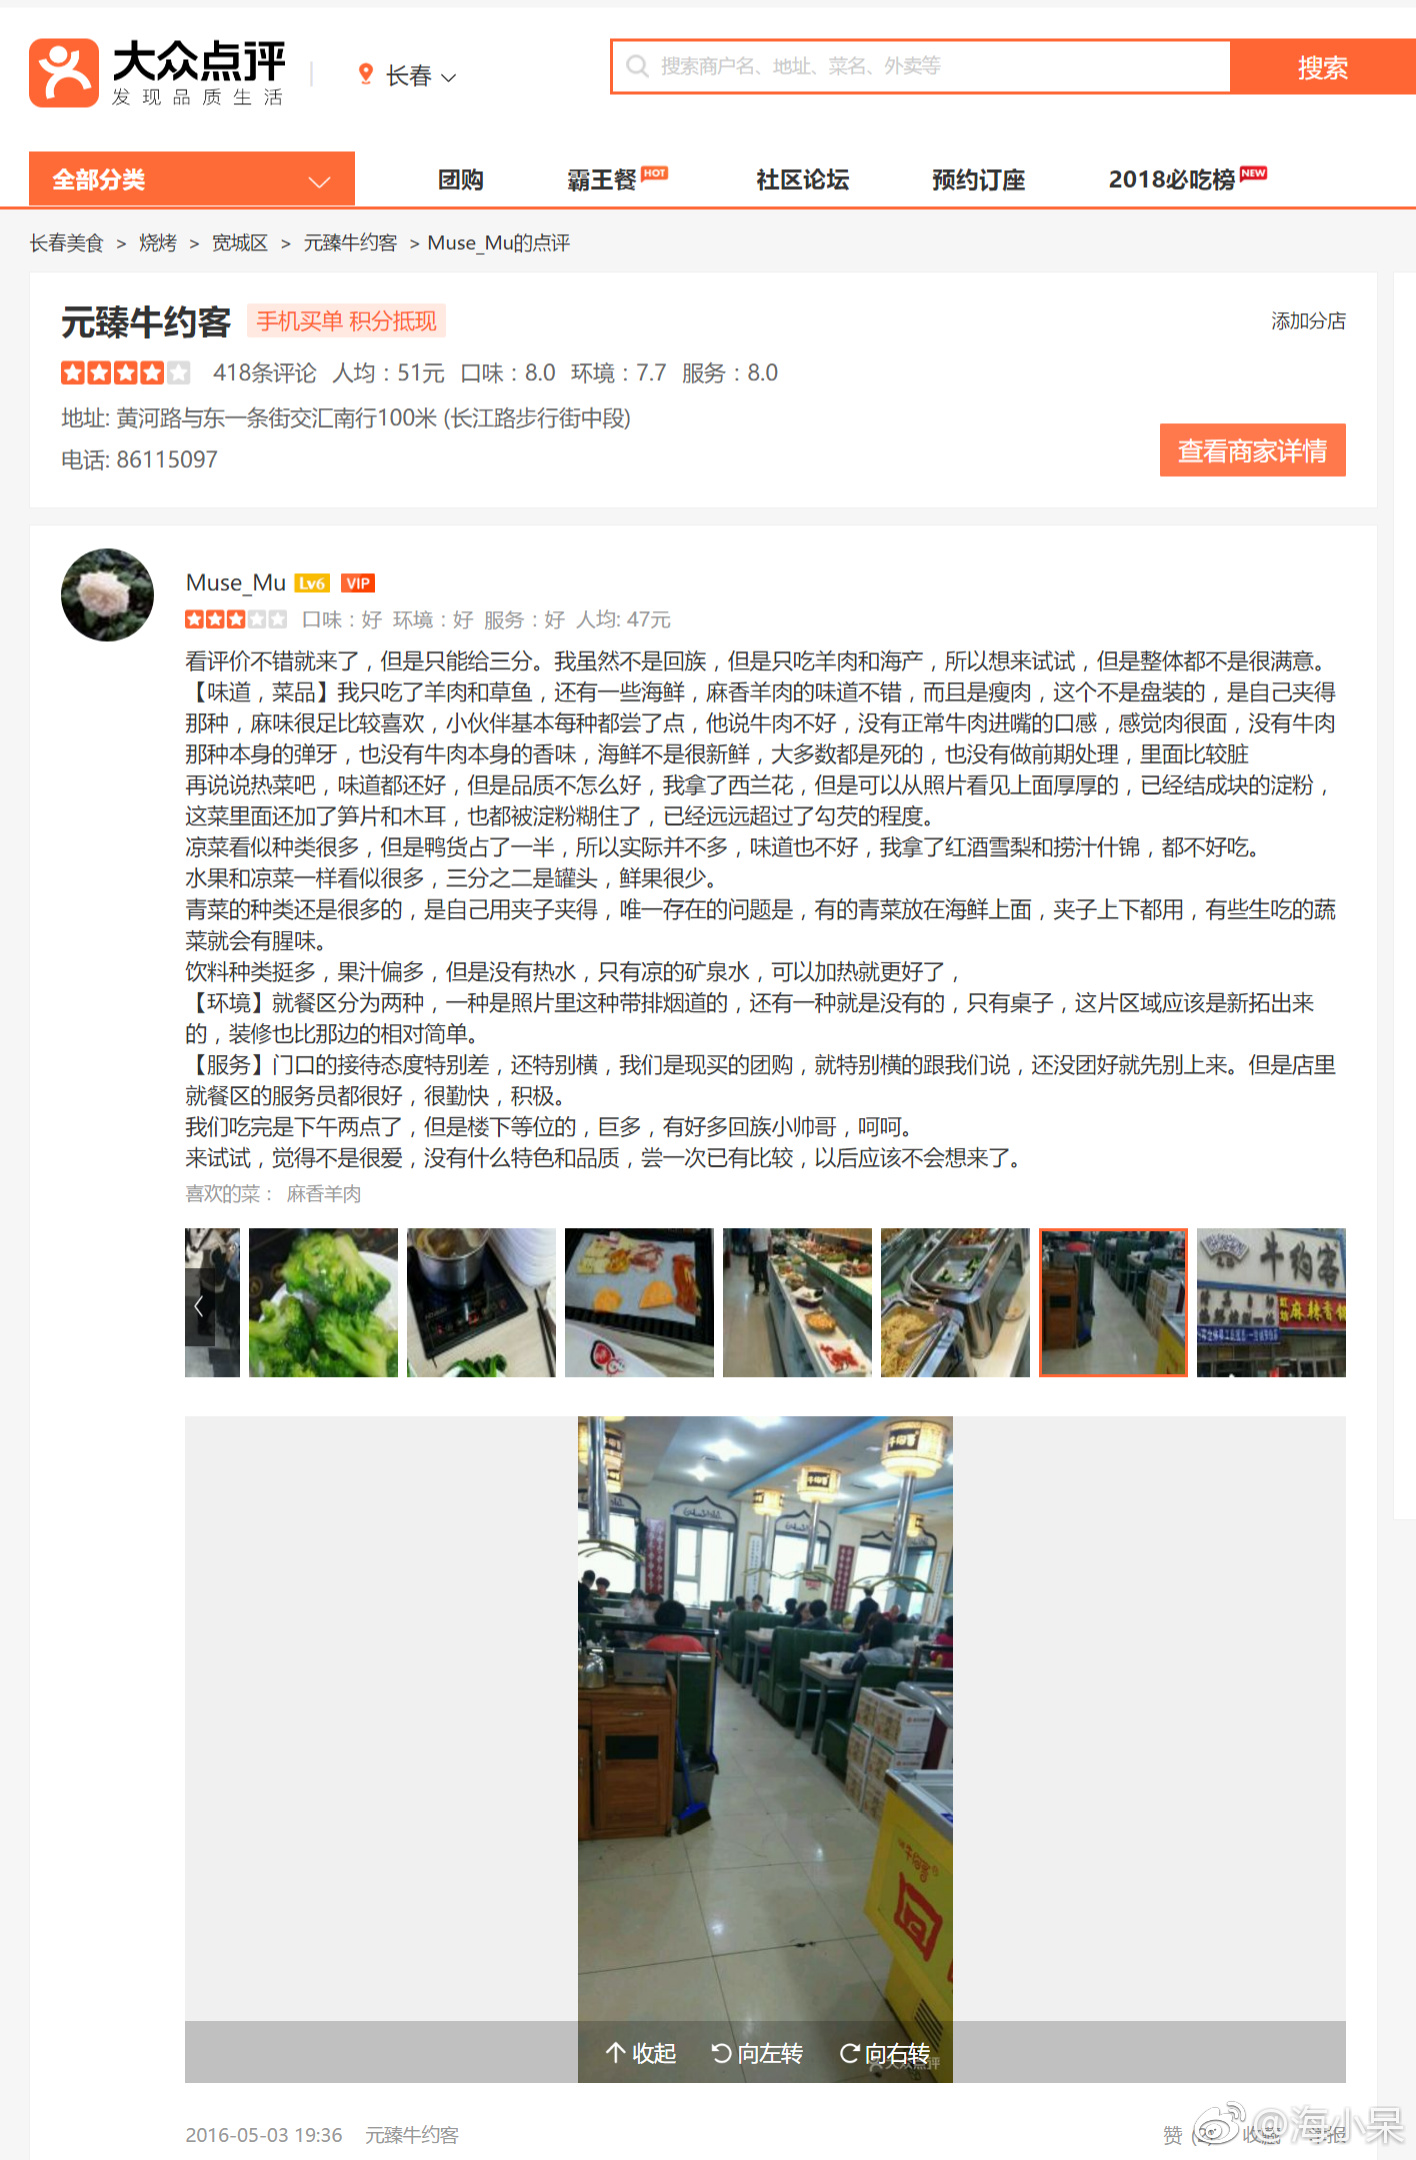 大众点评
发现品质生活
长春
搜索商户名、地址、菜名、外卖等
搜索
全部分类
团购
霸王餐 HOT
社区论坛
预约订座
2018必吃榜 NEW
长春美食 > 烧烤 > 宽城区 > 元臻牛约客 > Muse_Mu的点评
元臻牛约客 手机买单 积分抵现
添加分店
418条评论 人均：51元 口味：8.0 环境：7.7 服务：8.0
地址: 黄河路与东一条街交汇南行100米 (长江路步行街中段)
电话: 86115097
查看商家详情
Muse_Mu Lv6 VIP
口味：好 环境：好 服务：好 人均: 47元
看评价不错就来了，但是只能给三分。我虽然不是回族，但是只吃羊肉和海产，所以想来试试，但是整体都不是很满意。
【味道，菜品】我只吃了羊肉和草鱼，还有一些海鲜，麻香羊肉的味道不错，而且是瘦肉，这个不是盘装的，是自己夹得
那种，麻味很足比较喜欢，小伙伴基本每种都尝了点，他说牛肉不好，没有正常牛肉进嘴的口感，感觉肉很面，没有牛肉
那种本身的弹牙，也没有牛肉本身的香味，海鲜不是很新鲜，大多数都是死的，也没有做前期处理，里面比较脏
再说说热菜吧，味道都还好，但是品质不怎么好，我拿了西兰花，但是可以从照片看见上面厚厚的，已经结成块的淀粉，
这菜里面还加了笋片和木耳，也都被淀粉糊住了，已经远远超过了勾芡的程度。
凉菜看似种类很多，但是鸭货占了一半，所以实际并不多，味道也不好，我拿了红酒雪梨和捞汁什锦，都不好吃。
水果和凉菜一样看似很多，三分之二是罐头，鲜果很少。
青菜的种类还是很多的，是自己用夹子夹得，唯一存在的问题是，有的青菜放在海鲜上面，夹子上下都用，有些生吃的蔬
菜就会有腥味。
饮料种类挺多，果汁偏多，但是没有热水，只有凉的矿泉水，可以加热就更好了，
【环境】就餐区分为两种，一种是照片里这种带排烟道的，还有一种就是没有的，只有桌子，这片区域应该是新拓出来
的，装修也比那边的相对简单。
【服务】门口的接待态度特别差，还特别横，我们是现买的团购，就特别横的跟我们说，还没团好就先别上来。但是店里
就餐区的服务员都很好，很勤快，积极。
我们吃完是下午两点了，但是楼下等位的，巨多，有好多回族小帅哥，呵呵。
来试试，觉得不是很爱，没有什么特色和品质，尝一次已有比较，以后应该不会想来了。
喜欢的菜： 麻香羊肉
牛约客
麻辣香锅
牛约客
牛约客
牛约客
收起 向左转 向右转
大众点评
2016-05-03 19:36 元臻牛约客
赞 (2) 收藏 举报
@海小呆